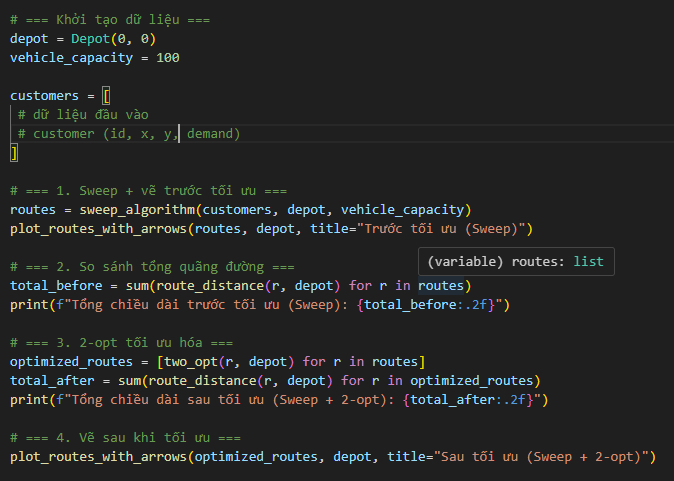 # === Khởi tạo dữ liệu ===
depot = Depot(0, 0)
vehicle_capacity = 100
customers = [
# dữ liệu đầu vào
# customer (id, x, y, demand)
]
# === 1. Sweep + vẽ trước tối ưu ===
routes = sweep_algorithm(customers, depot, vehicle_capacity)
plot_routes_with_arrows(routes, depot, title="Trước tối ưu (Sweep)")
(variable) routes: list
# === 2. So sánh tổng quãng đường ===
total_before = sum(route_distance(r, depot) for r in routes)
print(f"Tổng chiều dài trước tối ưu (Sweep): {total_before:.2f}")
# === 3. 2-opt tối ưu hóa ===
optimized_routes = [two_opt(r, depot) for r in routes]
total_after = sum(route_distance(r, depot) for r in optimized_routes)
print(f"Tổng chiều dài sau tối ưu (Sweep + 2-opt): {total_after:.2f}")
# === 4. Vẽ sau khi tối ưu ===
plot_routes_with_arrows(optimized_routes, depot, title="Sau tối ưu (Sweep + 2-opt)")